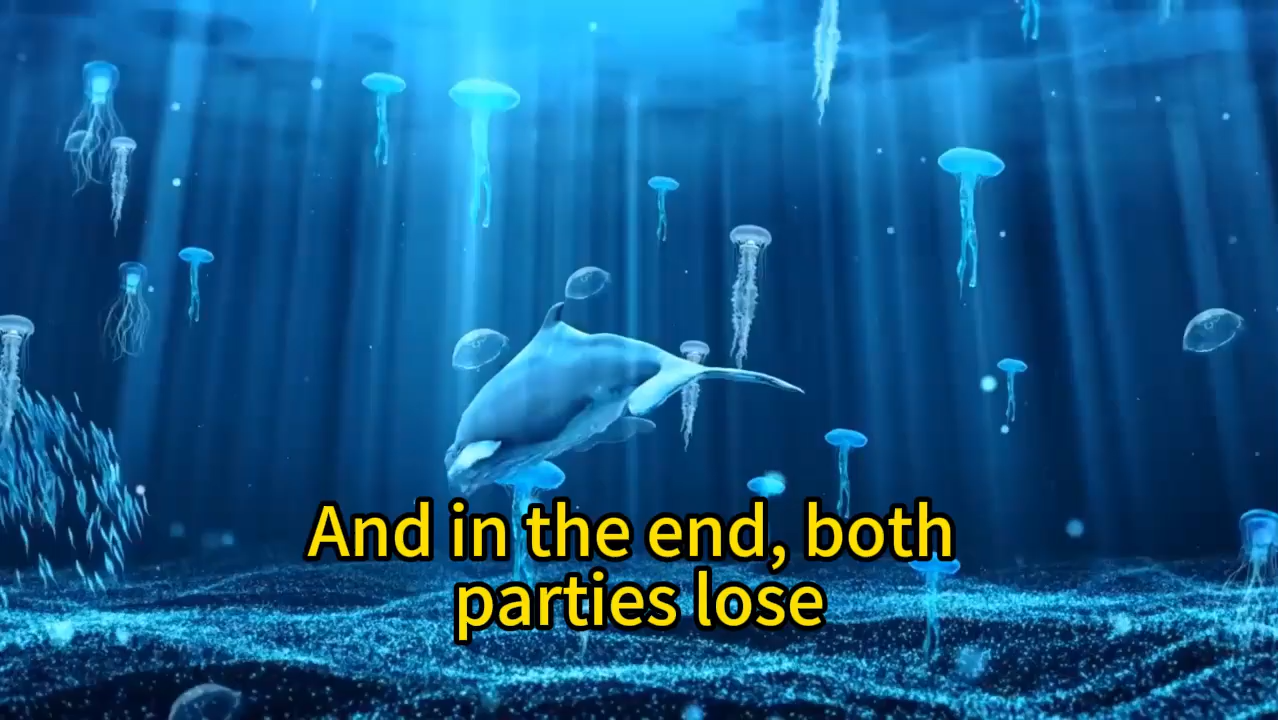 And in the end, both
parties lose